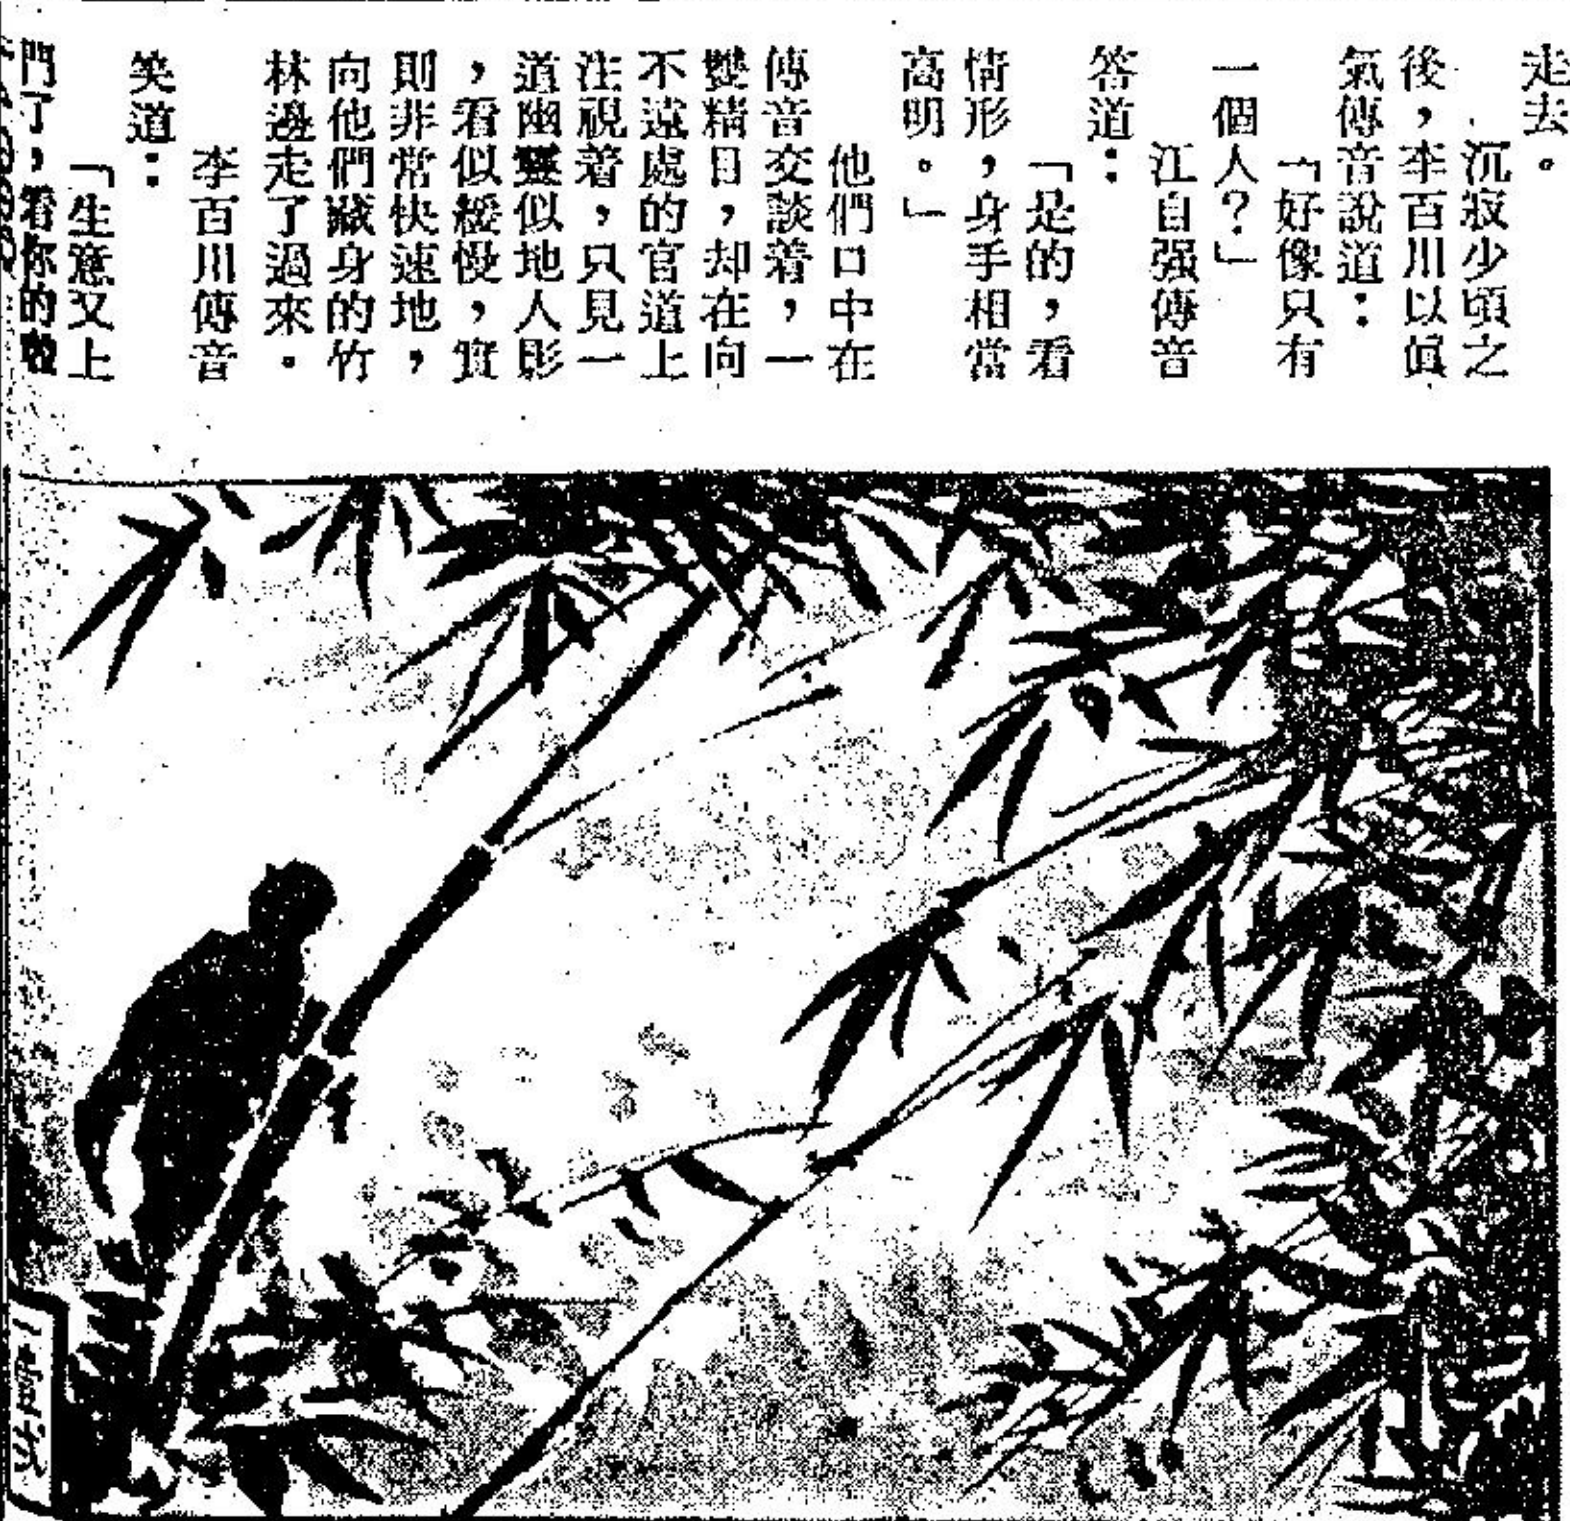 走去。
沉寂少頃之
後，李百川以眞
氣傳音說道：
「好像只有
一個人？」
江自强傳音
答道：
「是的，看
情形，身手相當
高明。」
他們口中在
傳音交談着，一
雙精目，却在向
不遠處的官道上
注視着，只見一
道幽靈似地人影
，看似緩慢，實
則非常快速地，
向他們藏身的竹
林邊走了過來。
李百川傳音
笑道：
「生意又上
門了，看你的啦